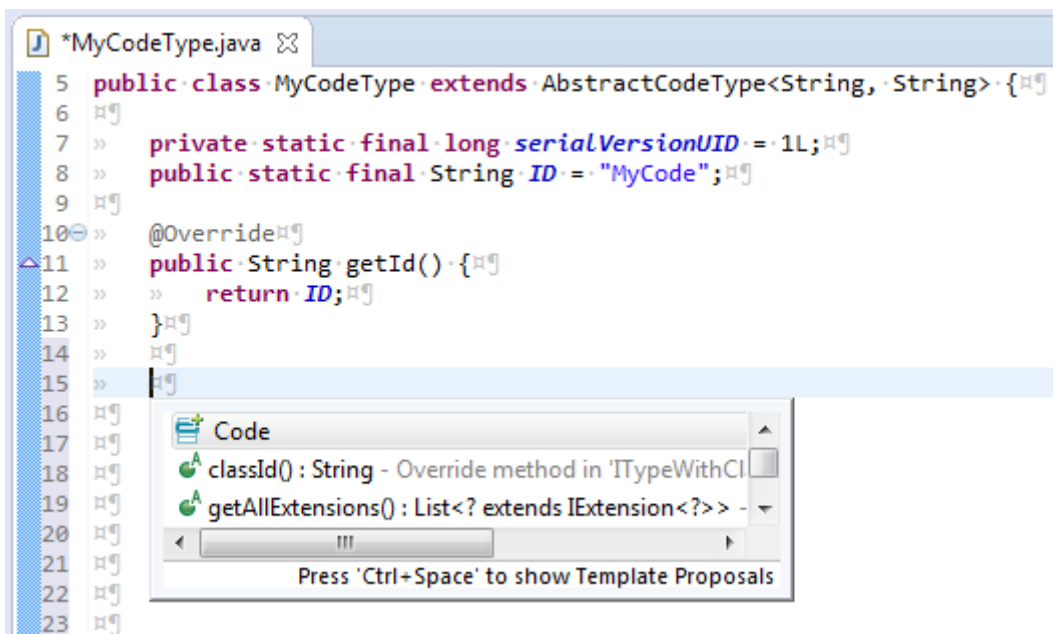 *MyCodeType.java
5 public class MyCodeType extends AbstractCodeType<String, String> {¤¶
6 ¤¶
7 » private static final long serialVersionUID = 1L;¤¶
8 » public static final String ID = "MyCode";¤¶
9 ¤¶
10 » @Override¤¶
11 » public String getId() {¤¶
12 » » return ID;¤¶
13 » }¤¶
14 » ¤¶
15 » ¤¶
16 ¤¶
Code
17 ¤¶
18 ¤¶
classId() : String - Override method in 'ITypeWithCl
19 ¤¶
getAllExtensions() : List<? extends IExtension<?>> -
20 ¤¶
21 ¤¶
Press 'Ctrl+Space' to show Template Proposals
22 ¤¶
23 ¤¶